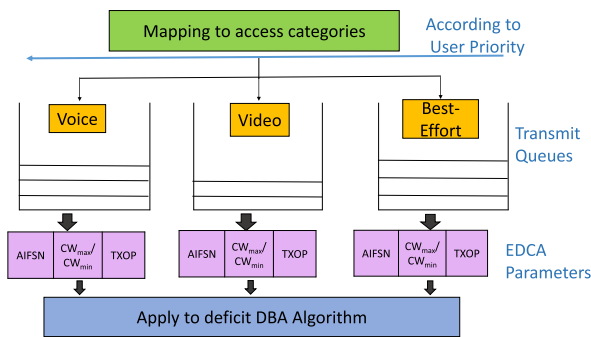 Mapping to access categories
According to
User Priority
Voice
Video
Best-
Effort
Transmit
Queues
AIFSN
CWmax/
CWmin
TXOP
AIFSN
CWmax/
CWmin
TXOP
AIFSN
CWmax/
CWmin
TXOP
EDCA
Parameters
Apply to deficit DBA Algorithm